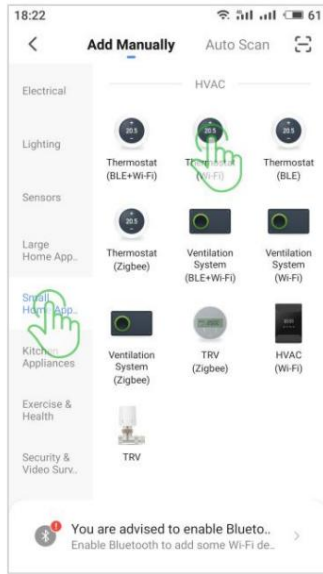 18:22
61
Add Manually
Auto Scan
Electrical
Lighting
Sensors
Large
Home App..
Small
Home App..
Kitchen
Appliances
Exercise &
Health
Security &
Video Surv..
HVAC
20.5
Thermostat
(BLE+Wi-Fi)
20.5
Thermostat
(Wi-Fi)
20.5
Thermostat
(BLE)
20.5
Thermostat
(Zigbee)
Ventilation
System
(BLE+Wi-Fi)
Ventilation
System
(Wi-Fi)
Ventilation
System
(Zigbee)
TRV
(Zigbee)
HVAC
(Wi-Fi)
TRV
You are advised to enable Blueto..
Enable Bluetooth to add some Wi-Fi de..